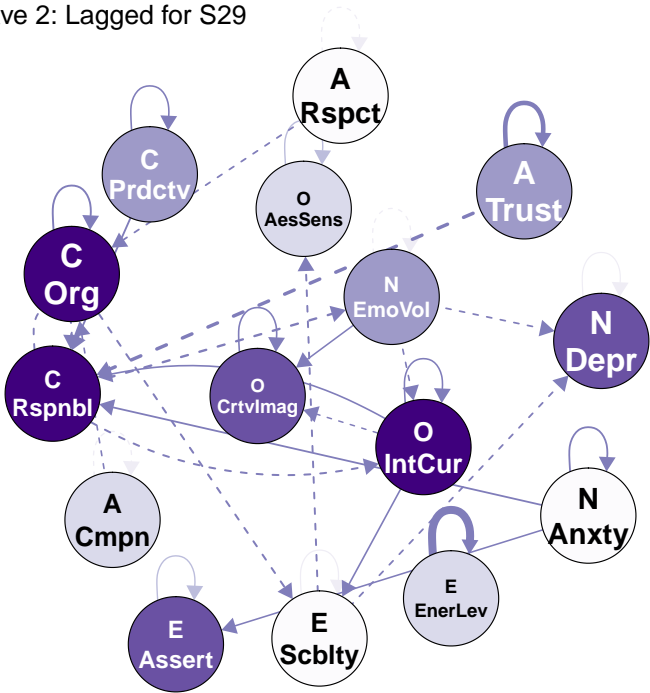 ve 2: Lagged for S29
A
Rspct
C
Prdctv
A
Trust
O
AesSens
C
Org
N
EmoVol
N
Depr
C
Rspnbl
O
CrtvImag
O
IntCur
A
Cmpn
N
Anxty
E
EnerLev
E
Assert
E
Scblty